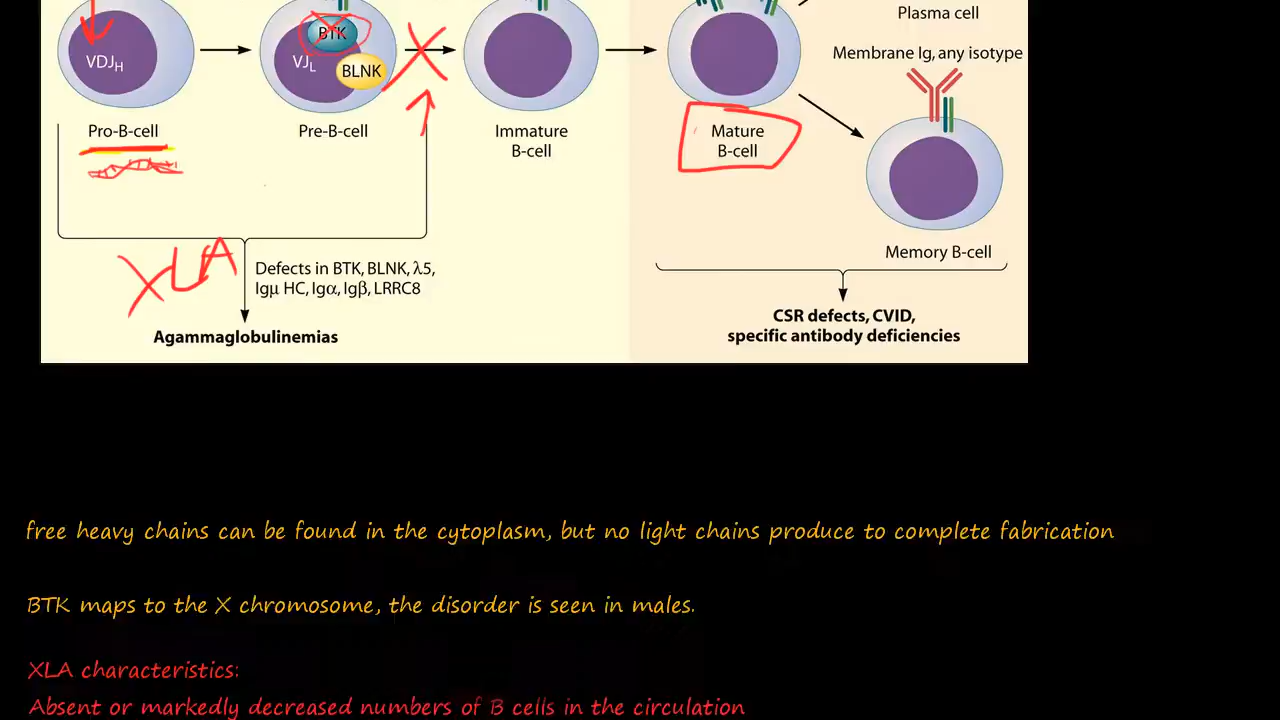 Plasma cell
Membrane Ig, any isotype
BTK
VDJH
VJL
BLNK
Pro-B-cell
Pre-B-cell
Immature
B-cell
Mature
B-cell
Memory B-cell
XLA
Defects in BTK, BLNK, λ5,
Igμ HC, Igα, Igβ, LRRC8
Agammaglobulinemias
CSR defects, CVID,
specific antibody deficiencies
free heavy chains can be found in the cytoplasm, but no light chains produce to complete fabrication
BTK maps to the X chromosome, the disorder is seen in males.
XLA characteristics:
Absent or markedly decreased numbers of B cells in the circulation